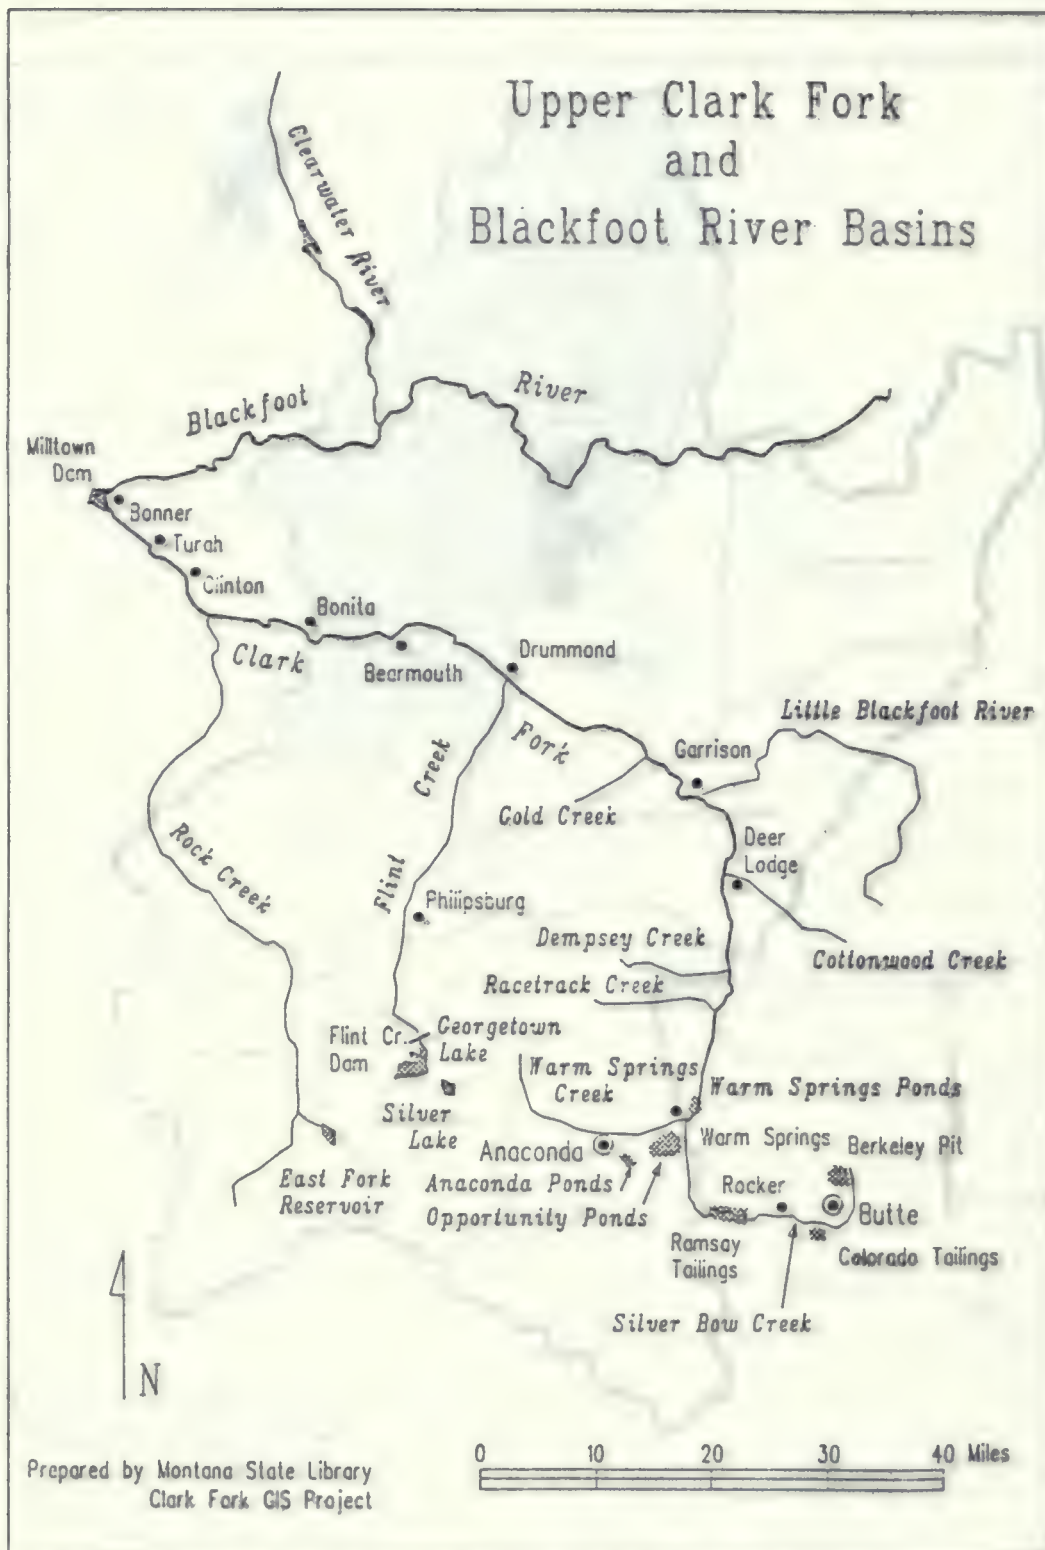 Upper Clark Fork
and
Blackfoot River Basins
Clearwater River
Blackfoot River
Milltown
Dam
Bonner
Turah
Clinton
Bonita
Clark Fork
Bearmouth
Drummond
Little Blackfoot River
Garrison
Gold Creek
Flint Creek
Rock Creek
Deer
Lodge
Philipsburg
Dempsey Creek
Cottonwood Creek
Racetrack Creek
Flint Cr.
Dam
Georgetown
Lake
Warm Springs
Creek
Warm Springs Ponds
Silver
Lake
Warm Springs
Berkeley Pit
Anaconda
Anaconda Ponds
Rocker
East Fork
Reservoir
Opportunity Ponds
Butte
Ramsay
Tailings
Colorado Tailings
Silver Bow Creek
N
0 10 20 30 40 Miles
Prepared by Montana State Library
Clark Fork GIS Project